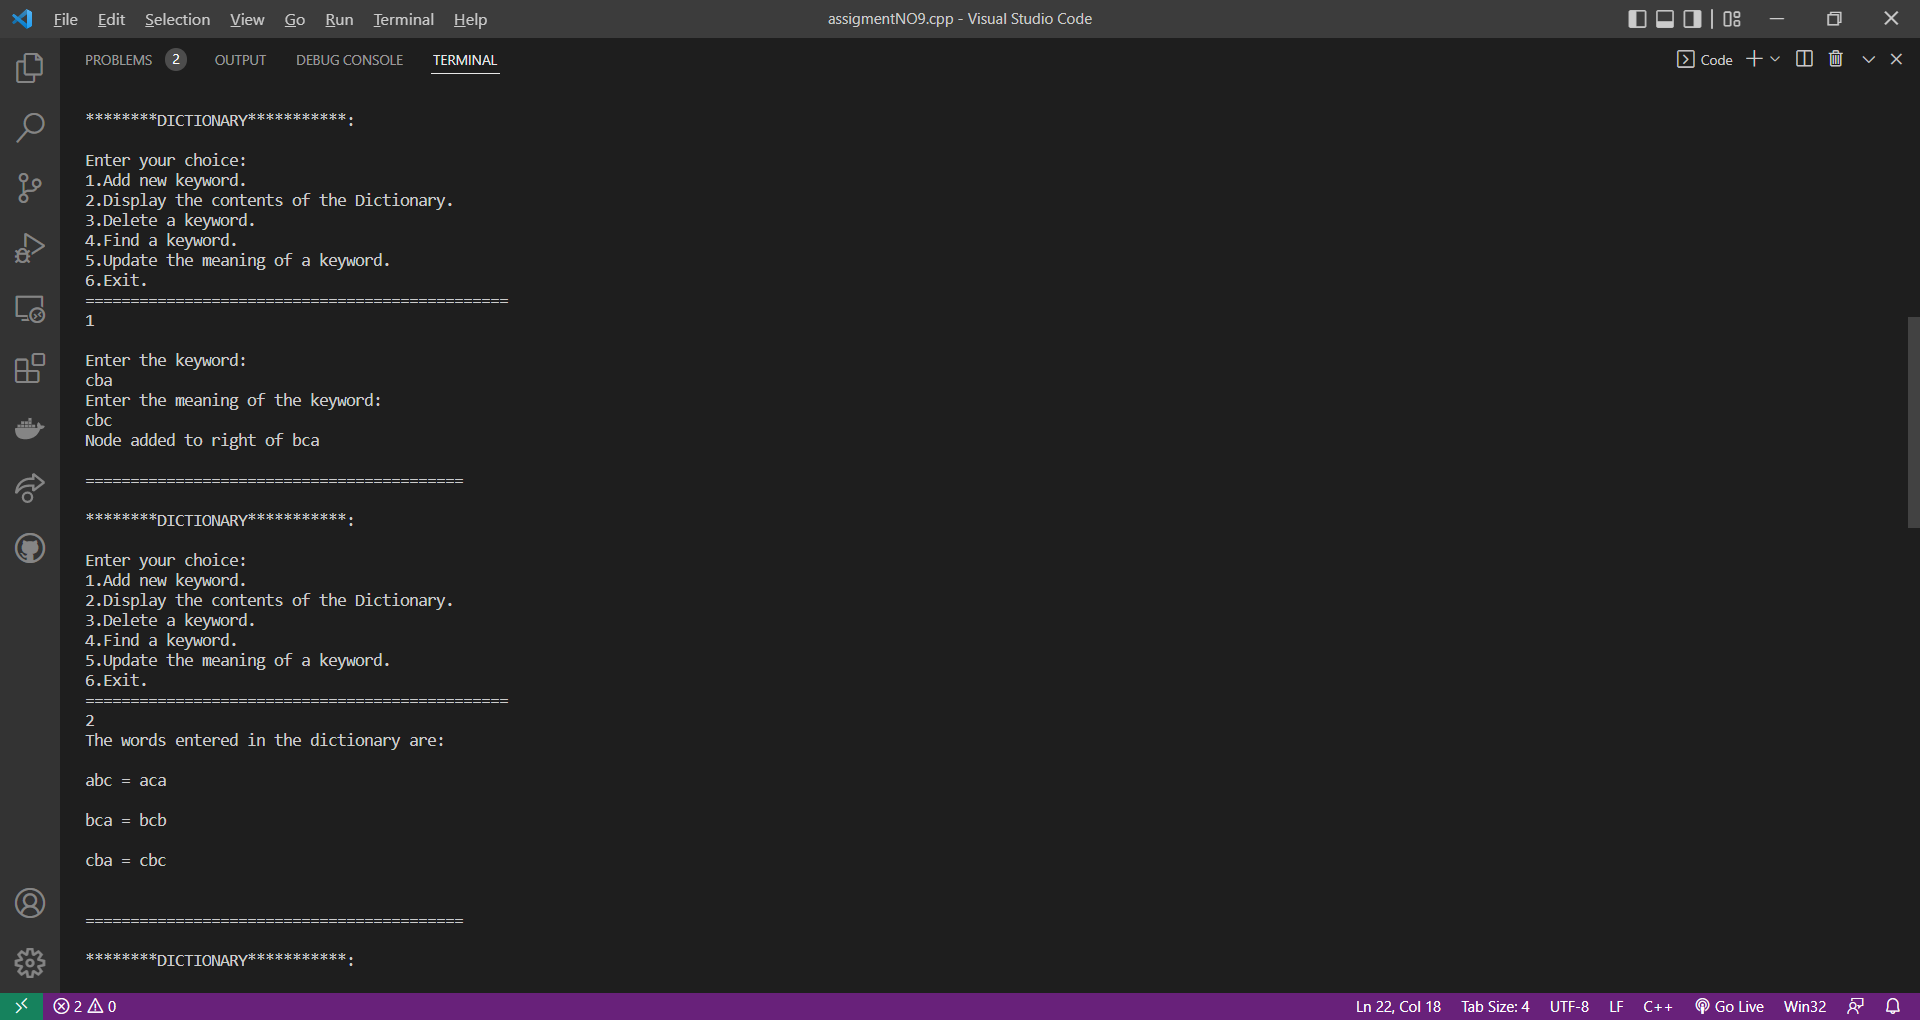 File Edit Selection View Go Run Terminal Help assigmentNO9.cpp - Visual Studio Code
PROBLEMS 2 OUTPUT DEBUG CONSOLE TERMINAL Code
********DICTIONARY***********:
Enter your choice:
1.Add new keyword.
2.Display the contents of the Dictionary.
3.Delete a keyword.
4.Find a keyword.
5.Update the meaning of a keyword.
6.Exit.
===============================================
1
Enter the keyword:
cba
Enter the meaning of the keyword:
cbc
Node added to right of bca
==========================================
********DICTIONARY***********:
Enter your choice:
1.Add new keyword.
2.Display the contents of the Dictionary.
3.Delete a keyword.
4.Find a keyword.
5.Update the meaning of a keyword.
6.Exit.
===============================================
2
The words entered in the dictionary are:
abc = aca
bca = bcb
cba = cbc
==========================================
********DICTIONARY***********:
2 0 Ln 22, Col 18 Tab Size: 4 UTF-8 LF C++ Go Live Win32